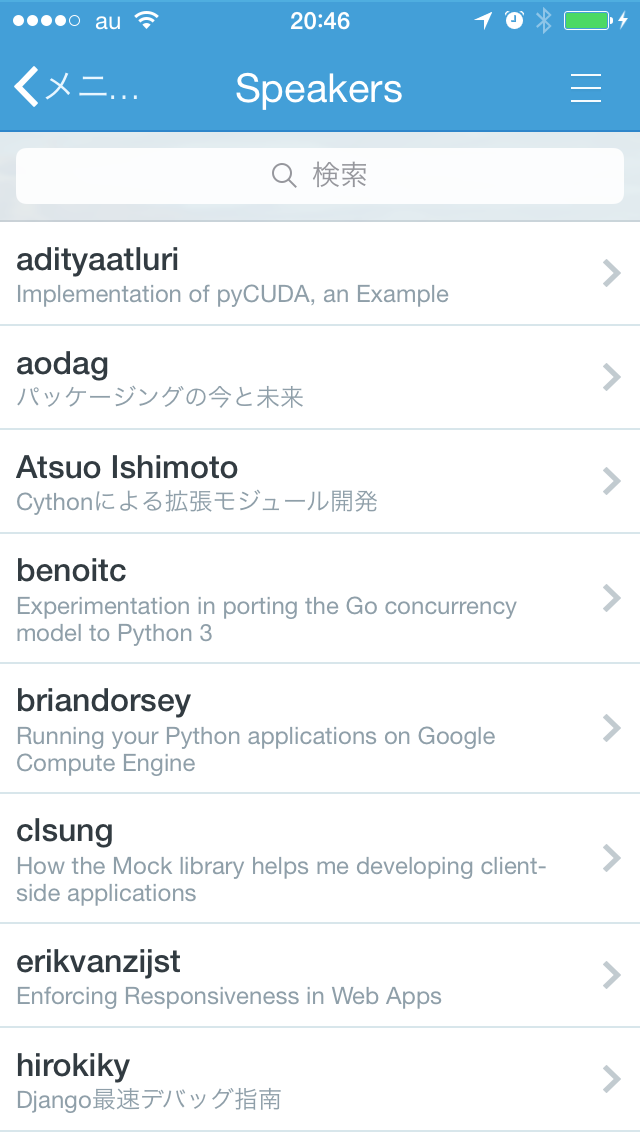 au 20:46
メニ... Speakers
検索
adityaatluri
Implementation of pyCUDA, an Example
aodag
パッケージングの今と未来
Atsuo Ishimoto
Cythonによる拡張モジュール開発
benoitc
Experimentation in porting the Go concurrency
model to Python 3
briandorsey
Running your Python applications on Google
Compute Engine
clsung
How the Mock library helps me developing client-
side applications
erikvanzijst
Enforcing Responsiveness in Web Apps
hirokiky
Django最速デバッグ指南